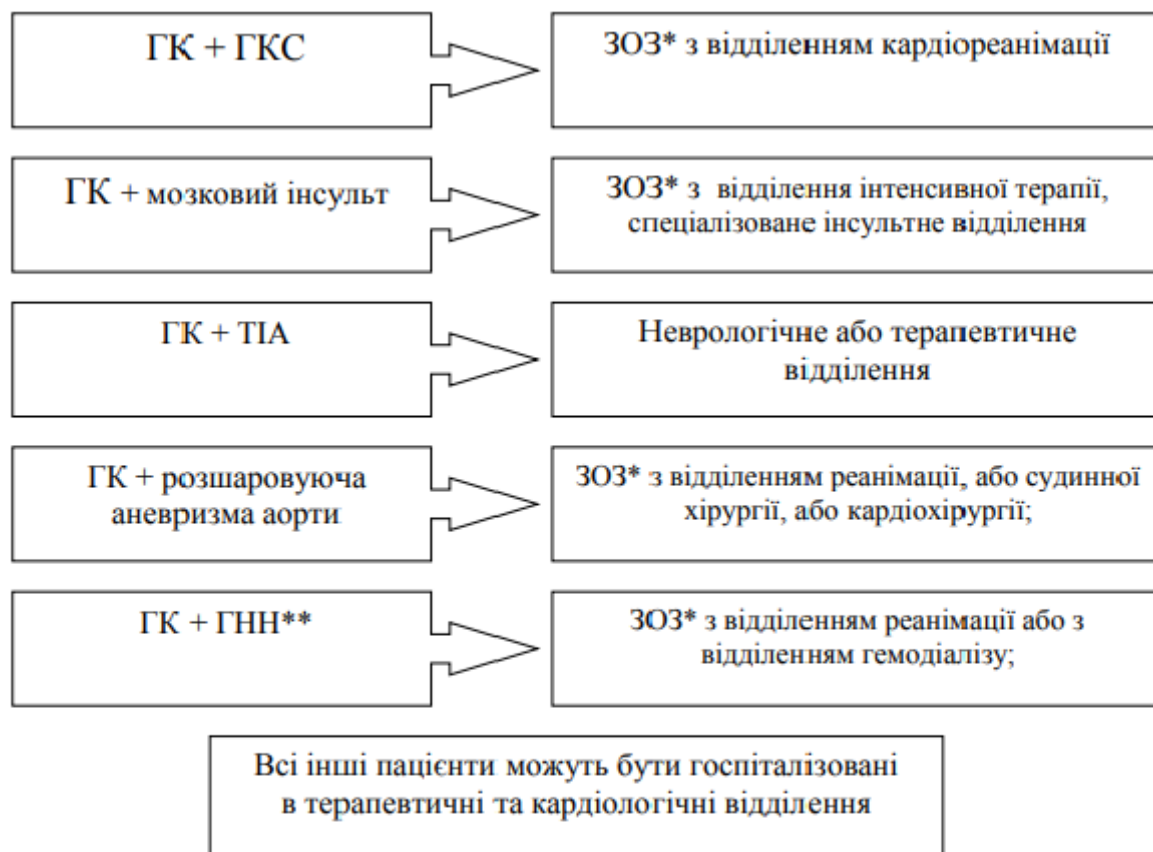 ГК + ГКС
ЗОЗ* з відділенням кардіореанімації
ГК + мозковий інсульт
ЗОЗ* з відділення інтенсивної терапії,
спеціалізоване інсультне відділення
ГК + ТІА
Неврологічне або терапевтичне
відділення
ГК + розшаровуюча
аневризма аорти
ЗОЗ* з відділенням реанімації, або судинної
хірургії, або кардіохірургії;
ГК + ГНН**
ЗОЗ* з відділенням реанімації або з
відділенням гемодіалізу;
Всі інші пацієнти можуть бути госпіталізовані
в терапевтичні та кардіологічні відділення